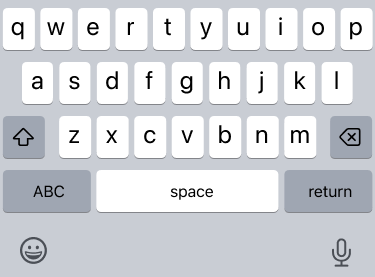 q w e r t y u i o p
a s d f g h j k l
z x c v b n m
ABC space return